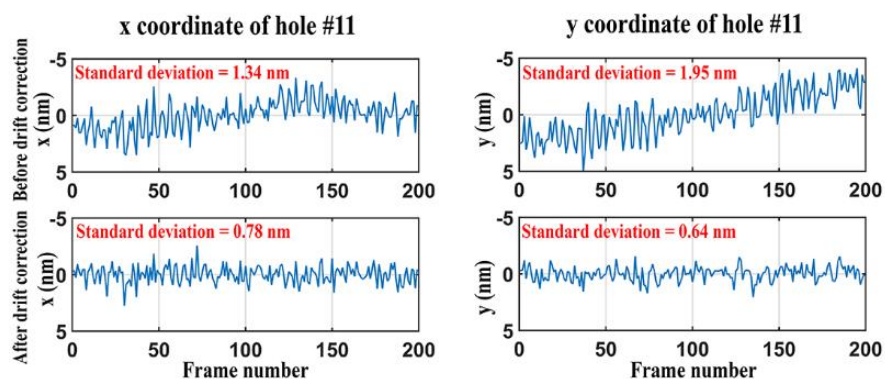 x coordinate of hole #11
y coordinate of hole #11
Before drift correction
x (nm)
-5
0
5
Standard deviation = 1.34 nm
0 50 100 150 200
y (nm)
-5
0
5
Standard deviation = 1.95 nm
0 50 100 150 200
After drift correction
x (nm)
-5
0
5
Standard deviation = 0.78 nm
0 50 100 150 200
Frame number
y (nm)
-5
0
5
Standard deviation = 0.64 nm
0 50 100 150 200
Frame number